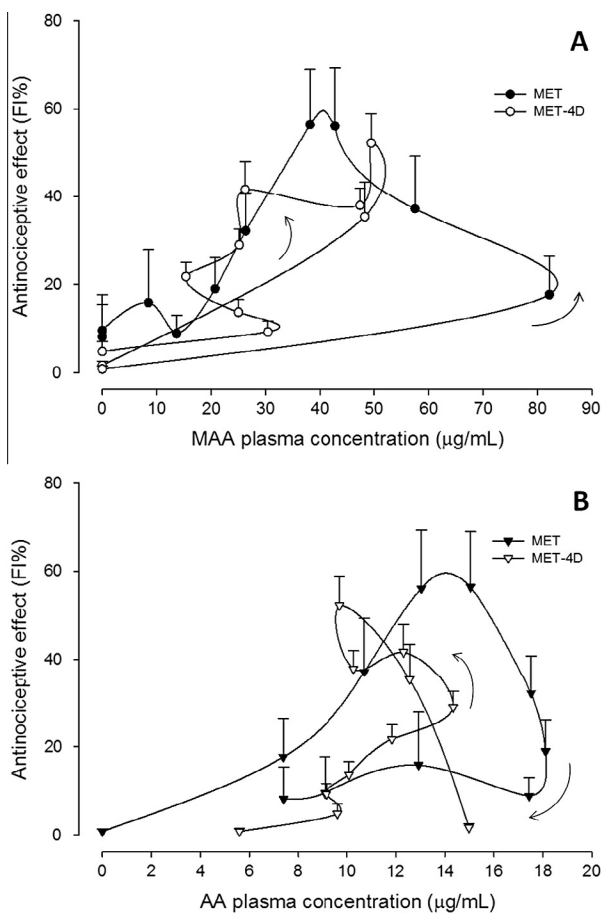 A
MET
MET-4D
Antinociceptive effect (FI%)
80
60
40
20
0
0 10 20 30 40 50 60 70 80 90
MAA plasma concentration (μg/mL)
B
MET
MET-4D
Antinociceptive effect (FI%)
80
60
40
20
0
0 2 4 6 8 10 12 14 16 18 20
AA plasma concentration (μg/mL)